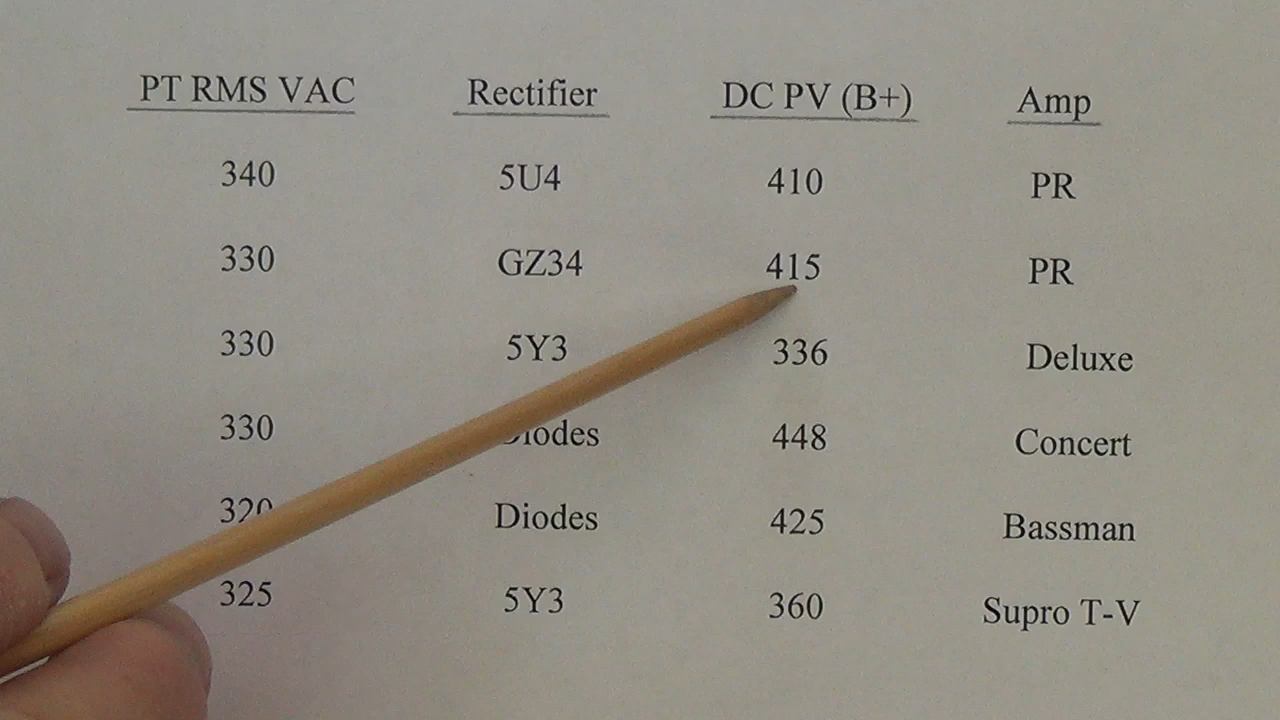 PT RMS VAC Rectifier DC PV (B+) Amp
340 5U4 410 PR
330 GZ34 415 PR
330 5Y3 336 Deluxe
330 Diodes 448 Concert
320 Diodes 425 Bassman
325 5Y3 360 Supro T-V